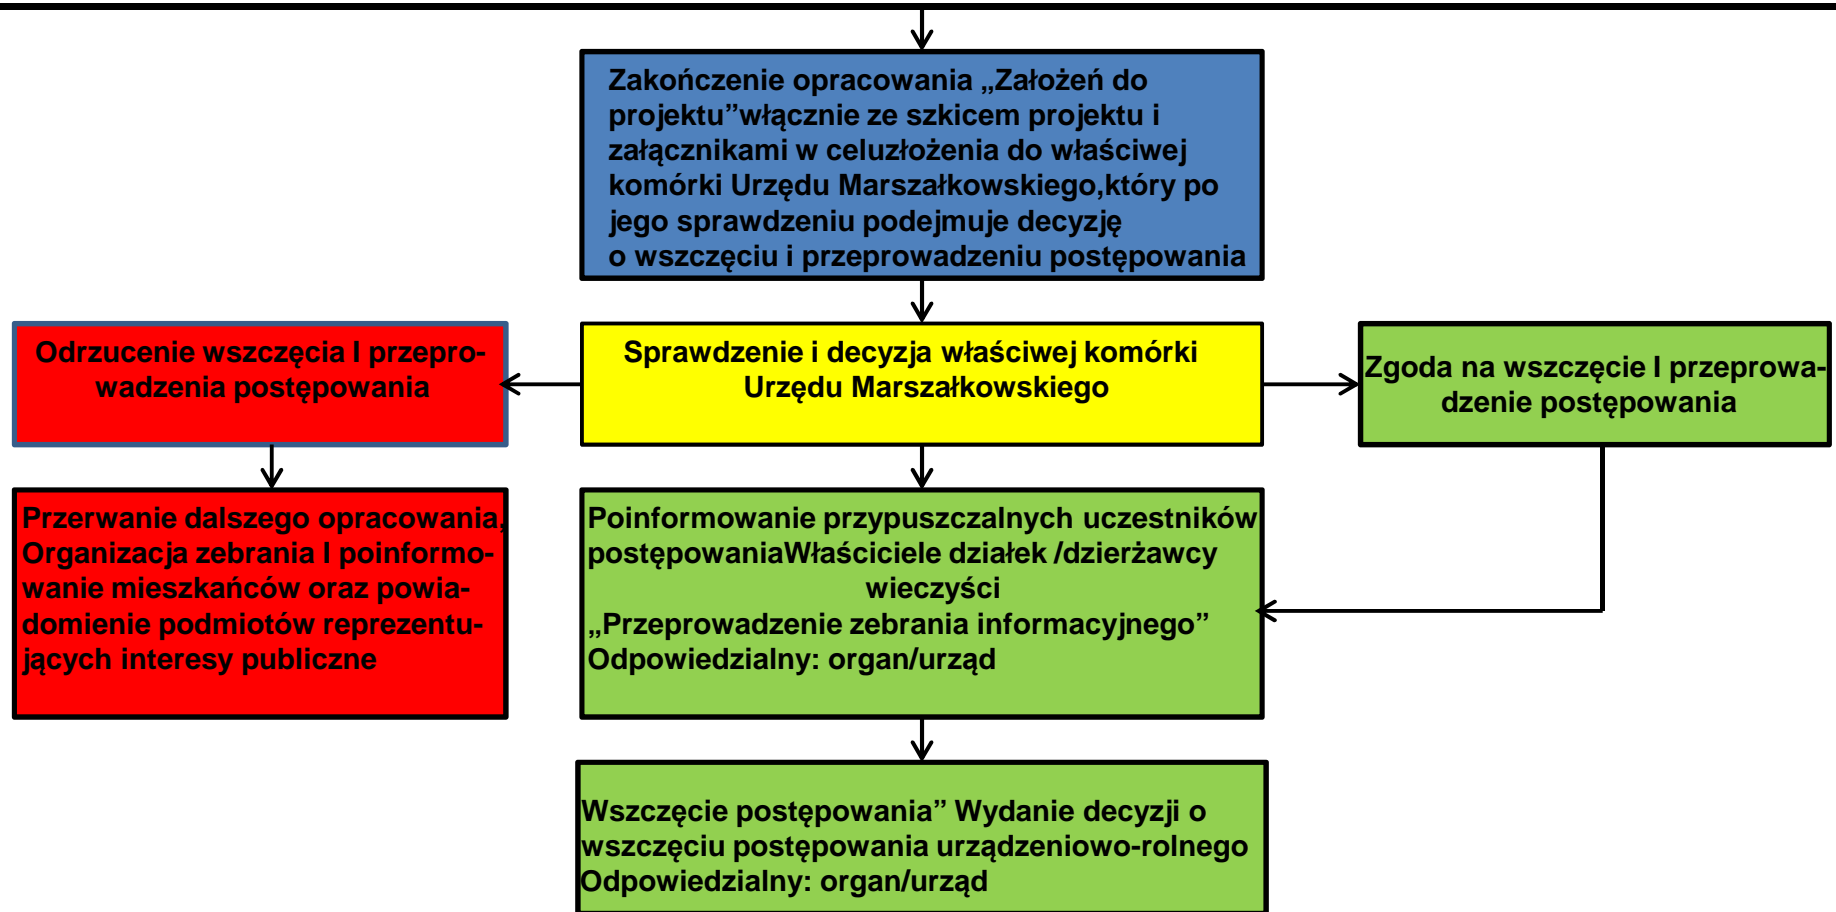 Zakończenie opracowania „Założeń do
projektu”włącznie ze szkicem projektu i
załącznikami w celuzłożenia do właściwej
komórki Urzędu Marszałkowskiego,który po
jego sprawdzeniu podejmuje decyzję
o wszczęciu i przeprowadzeniu postępowania
Odrzucenie wszczęcia I przepro-
wadzenia postępowania
Sprawdzenie i decyzja właściwej komórki
Urzędu Marszałkowskiego
Zgoda na wszczęcie I przeprowa-
dzenie postępowania
Przerwanie dalszego opracowania,
Organizacja zebrania I poinformo-
wanie mieszkańców oraz powia-
domienie podmiotów reprezentu-
jących interesy publiczne
Poinformowanie przypuszczalnych uczestników
postępowaniaWłaściciele działek /dzierżawcy
wieczyści
„Przeprowadzenie zebrania informacyjnego”
Odpowiedzialny: organ/urząd
Wszczęcie postępowania” Wydanie decyzji o
wszczęciu postępowania urządzeniowo-rolnego
Odpowiedzialny: organ/urząd